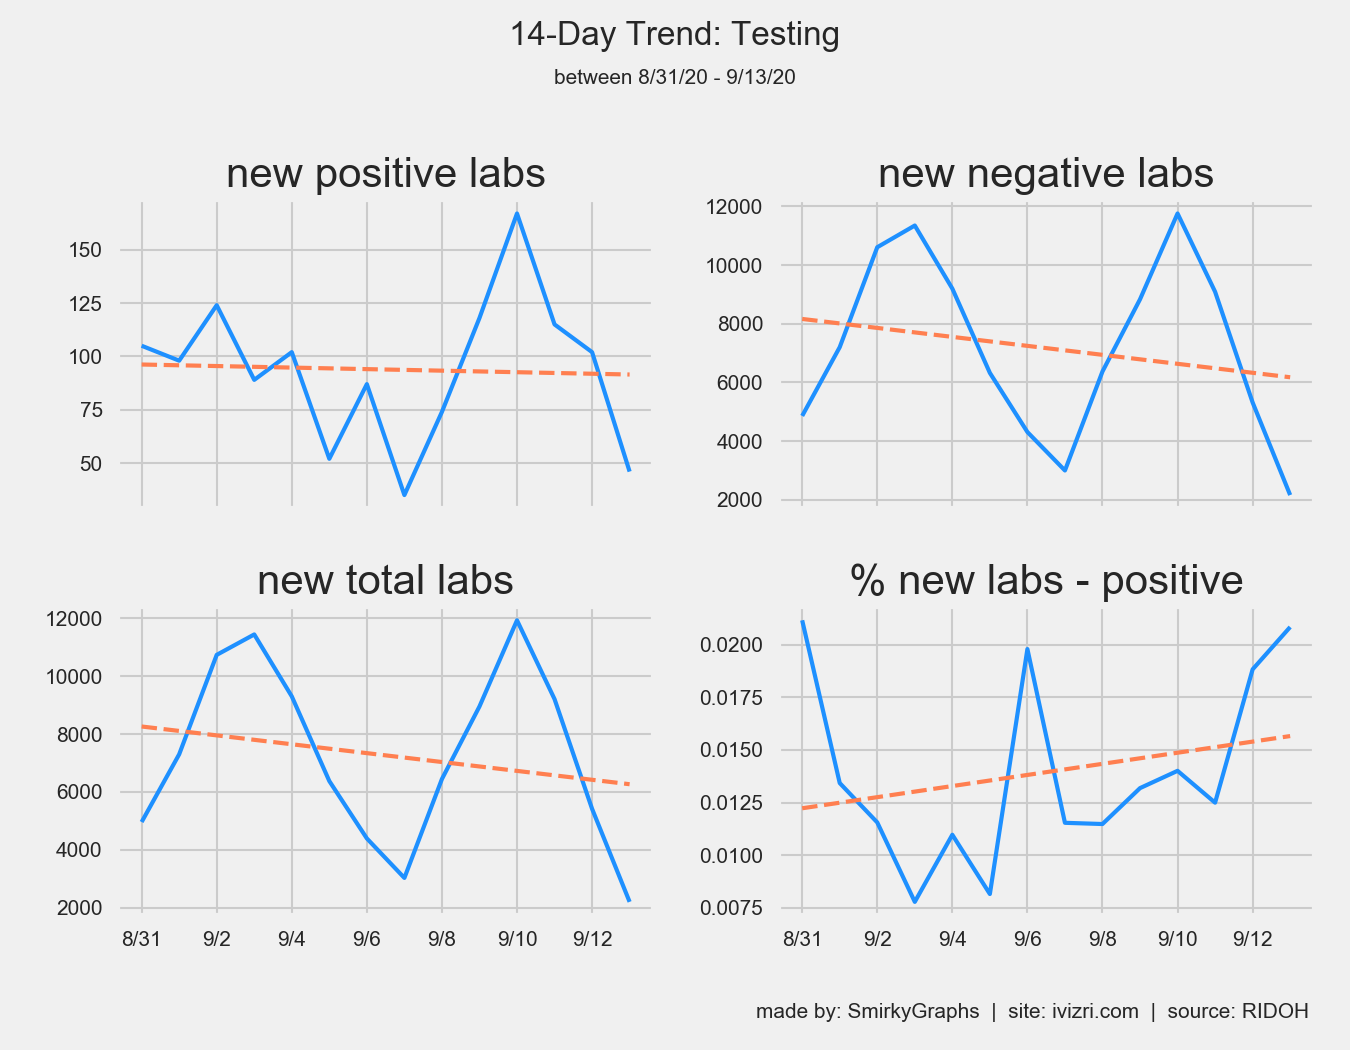 14-Day Trend: Testing
between 8/31/20 - 9/13/20
new positive labs
150
125
100
75
50
new negative labs
12000
10000
8000
6000
4000
2000
new total labs
12000
10000
8000
6000
4000
2000
8/31 9/2 9/4 9/6 9/8 9/10 9/12
% new labs - positive
0.0200
0.0175
0.0150
0.0125
0.0100
0.0075
8/31 9/2 9/4 9/6 9/8 9/10 9/12
made by: SmirkyGraphs | site: ivizri.com | source: RIDOH